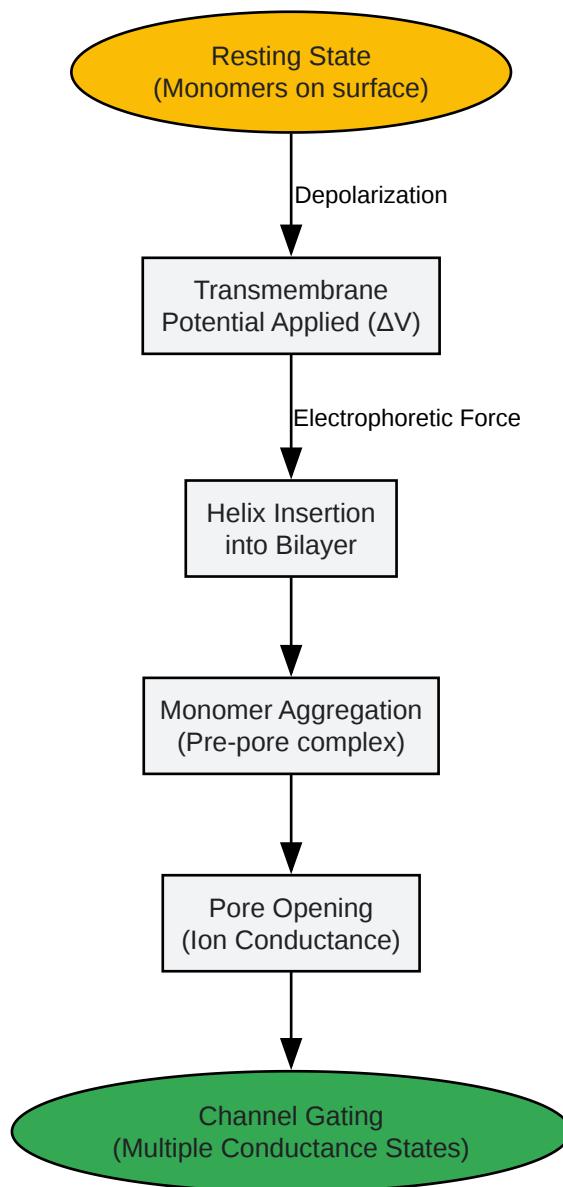 Resting State
(Monomers on surface)
Depolarization
Transmembrane
Potential Applied (ΔV)
Electrophoretic Force
Helix Insertion
into Bilayer
Monomer Aggregation
(Pre-pore complex)
Pore Opening
(Ion Conductance)
Channel Gating
(Multiple Conductance States)